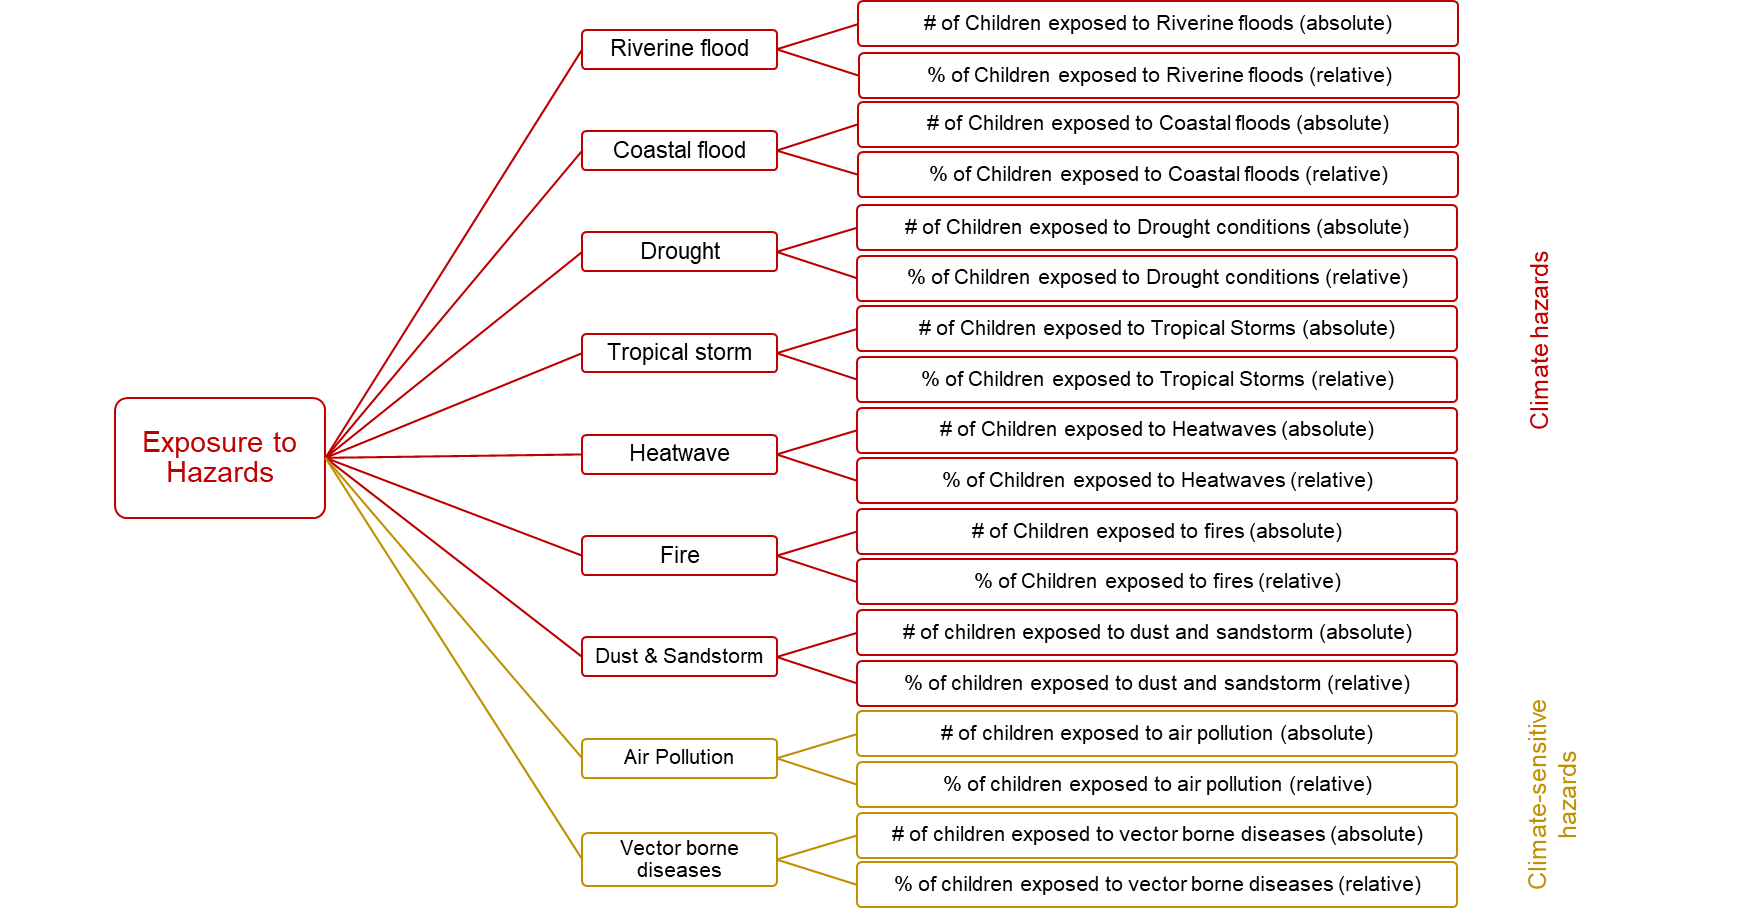 Exposure to
Hazards
Riverine flood
# of Children exposed to Riverine floods (absolute)
% of Children exposed to Riverine floods (relative)
Coastal flood
# of Children exposed to Coastal floods (absolute)
% of Children exposed to Coastal floods (relative)
Drought
# of Children exposed to Drought conditions (absolute)
% of Children exposed to Drought conditions (relative)
Tropical storm
# of Children exposed to Tropical Storms (absolute)
% of Children exposed to Tropical Storms (relative)
Heatwave
# of Children exposed to Heatwaves (absolute)
% of Children exposed to Heatwaves (relative)
Fire
# of Children exposed to fires (absolute)
% of Children exposed to fires (relative)
Dust & Sandstorm
# of children exposed to dust and sandstorm (absolute)
% of children exposed to dust and sandstorm (relative)
Air Pollution
# of children exposed to air pollution (absolute)
% of children exposed to air pollution (relative)
Vector borne
diseases
# of children exposed to vector borne diseases (absolute)
% of children exposed to vector borne diseases (relative)
Climate hazards
Climate-sensitive
hazards